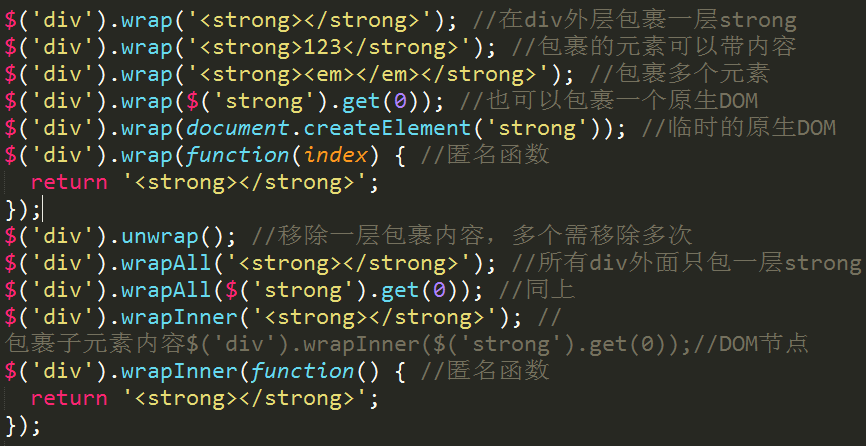 $('div').wrap('<strong></strong>'); //在div外层包裹一层strong
$('div').wrap('<strong>123</strong>'); //包裹的元素可以带内容
$('div').wrap('<strong><em></em></strong>'); //包裹多个元素
$('div').wrap($('strong').get(0)); //也可以包裹一个原生DOM
$('div').wrap(document.createElement('strong')); //临时的原生DOM
$('div').wrap(function(index) { //匿名函数
  return '<strong></strong>';
});
$('div').unwrap(); //移除一层包裹内容，多个需移除多次
$('div').wrapAll('<strong></strong>'); //所有div外面只包一层strong
$('div').wrapAll($('strong').get(0)); //同上
$('div').wrapInner('<strong></strong>'); //
包裹子元素内容$('div').wrapInner($('strong').get(0));//DOM节点
$('div').wrapInner(function() { //匿名函数
  return '<strong></strong>';
});